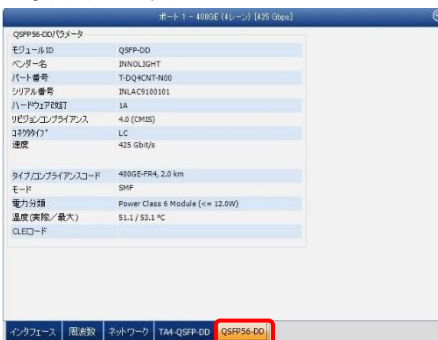 ポート 1 - 400GE (4レーン) [425 Gbps]
QSFP56-DDパラメータ
モジュール ID QSFP-DD
ベンダー名 INNOLIGHT
パート番号 T-DQ4CNT-N00
シリアル番号 INLAC9100101
ハードウェア改訂 1A
リビジョンコンプライアンス 4.0 (CMIS)
コネクタタイプ LC
速度 425 Gbit/s
タイプ/コンプライアンスコード 400GE-FR4, 2.0 km
モード SMF
電力分類 Power Class 6 Module (<= 12.0W)
温度(実際/最大) 51.1 / 53.1 ºC
CLEIコード
インタフェース 周波数 ネットワーク TA4-QSFP-DD QSFP56-DD